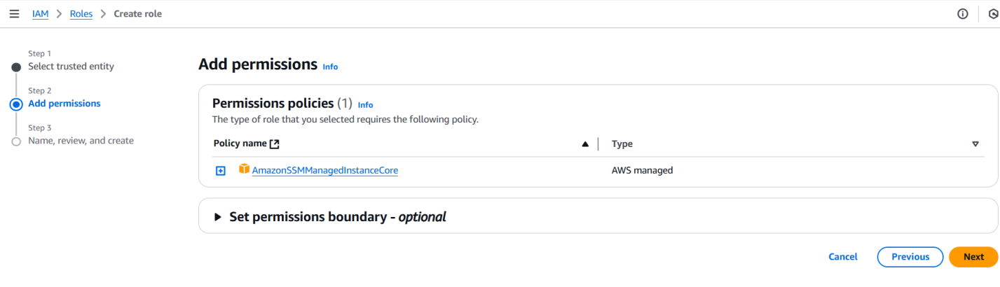 IAM > Roles > Create role
Step 1
Select trusted entity
Step 2
Add permissions
Step 3
Name, review, and create
Add permissions Info
Permissions policies (1) Info
The type of role that you selected requires the following policy.
Policy name Type
AmazonSSMManagedInstanceCore AWS managed
Set permissions boundary - optional
Cancel Previous Next